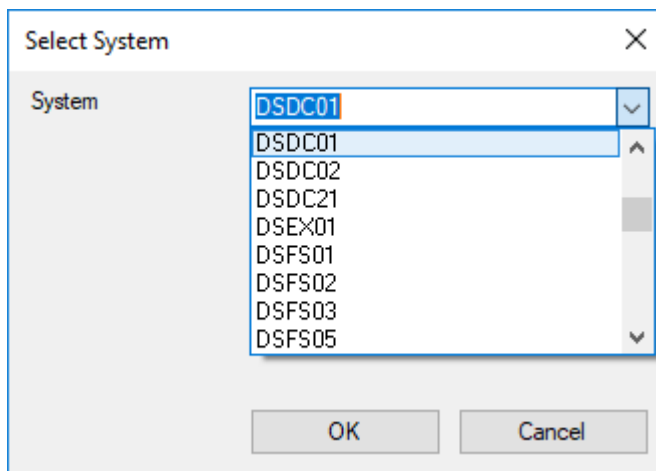 Select System
System
DSDC01
DSDC01
DSDC02
DSDC21
DSEX01
DSFS01
DSFS02
DSFS03
DSFS05
OK
Cancel